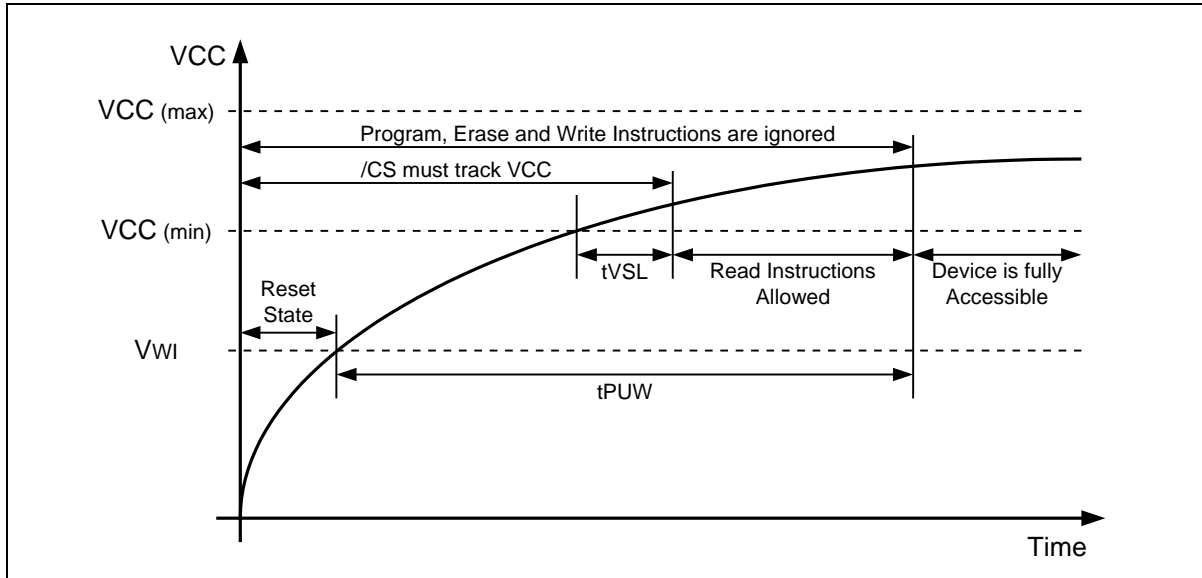 VCC
VCC (max)
Program, Erase and Write Instructions are ignored
/CS must track VCC
VCC (min)
tVSL
Read Instructions
Allowed
Device is fully
Accessible
Reset
State
VWI
tPUW
Time